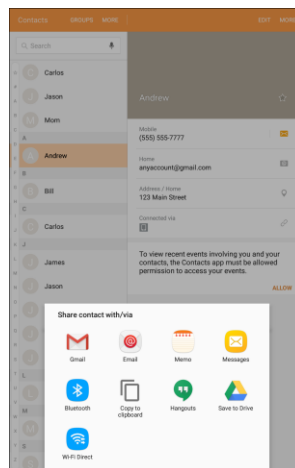 Contacts GROUPS MORE EDIT MORE
Search
Carlos
Jason
Mom
A
Andrew
B
Bill
C
Carlos
J
James
Jason
L
M
S
Andrew
Mobile
(555) 555-7777
Home
anyaccount@gmail.com
Address / Home
123 Main Street
Connected via
To view recent events involving you and your
contacts, the Contacts app must be allowed
permission to access your events.
ALLOW
Share contact with/via
Gmail Email Memo Messages
Bluetooth Copy to
clipboard Hangouts Save to Drive
Wi-Fi Direct